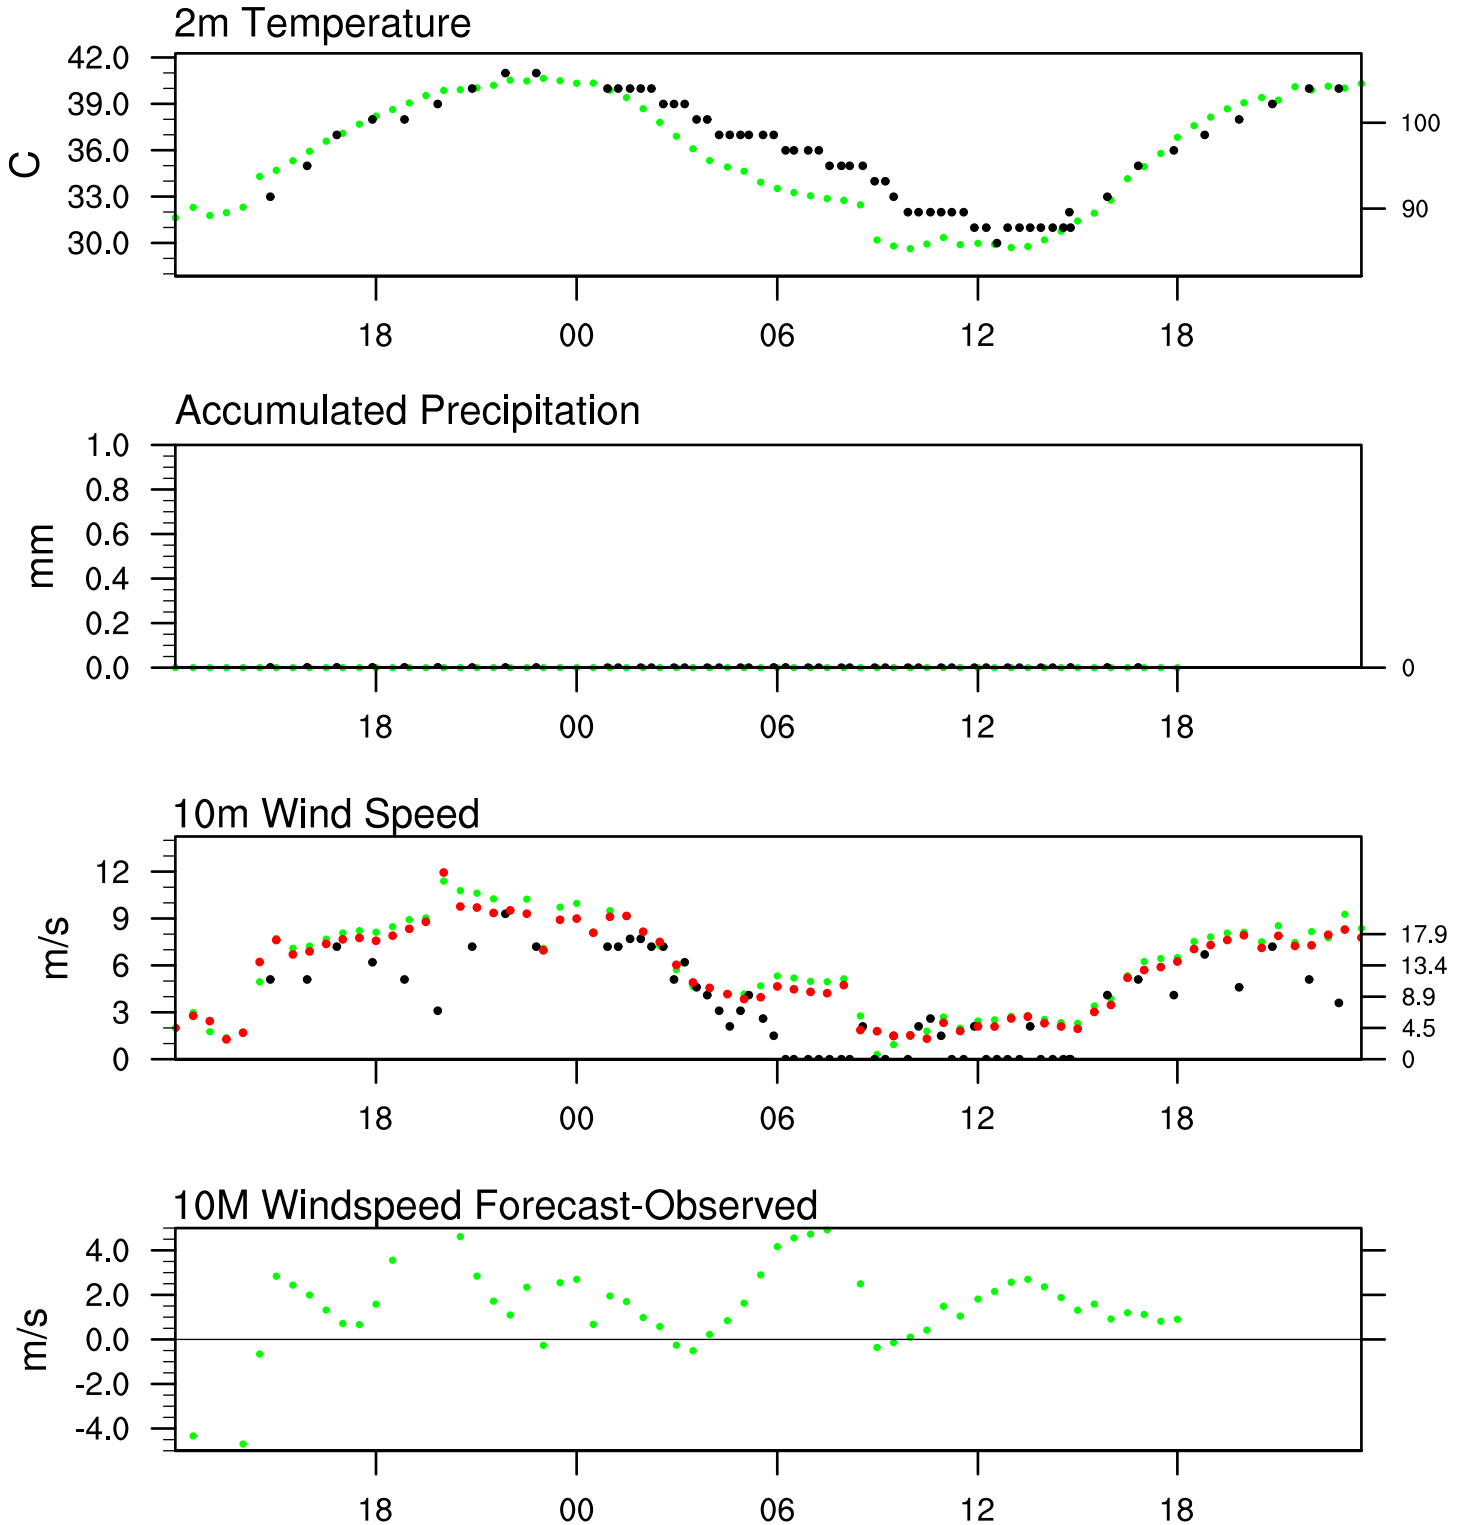 2m Temperature
42.0
39.0
36.0
33.0
30.0
C
100
90
18 00 06 12 18
Accumulated Precipitation
1.0
0.8
0.6
0.4
0.2
0.0
mm
0
18 00 06 12 18
10m Wind Speed
12
9
6
3
0
m/s
17.9
13.4
8.9
4.5
0
18 00 06 12 18
10M Windspeed Forecast-Observed
4.0
2.0
0.0
-2.0
-4.0
m/s
18 00 06 12 18